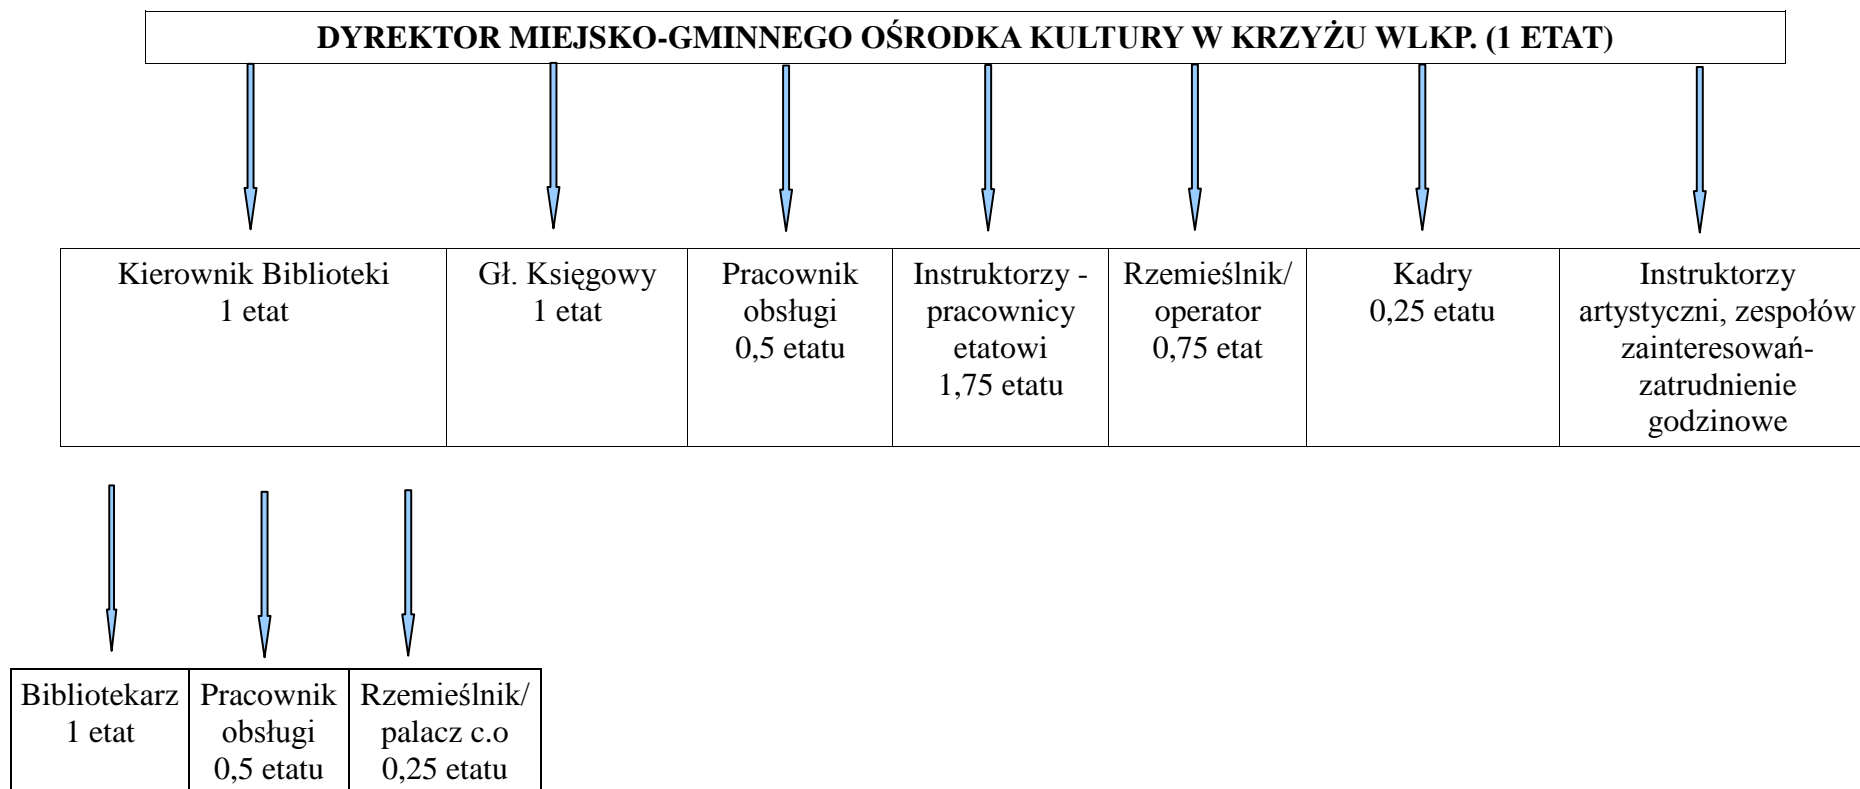 DYREKTOR MIEJSKO-GMINNEGO OŚRODKA KULTURY W KRZYŻU WLKP. (1 ETAT)
Kierownik Biblioteki
1 etat
Gł. Księgowy
1 etat
Pracownik
obsługi
0,5 etatu
Instruktorzy -
pracownicy
etatowi
1,75 etatu
Rzemieślnik/
operator
0,75 etat
Kadry
0,25 etatu
Instruktorzy
artystyczni, zespołów
zainteresowań-
zatrudnienie
godzinowe
Bibliotekarz
1 etat
Pracownik
obsługi
0,5 etatu
Rzemieślnik/
palacz c.o
0,25 etatu